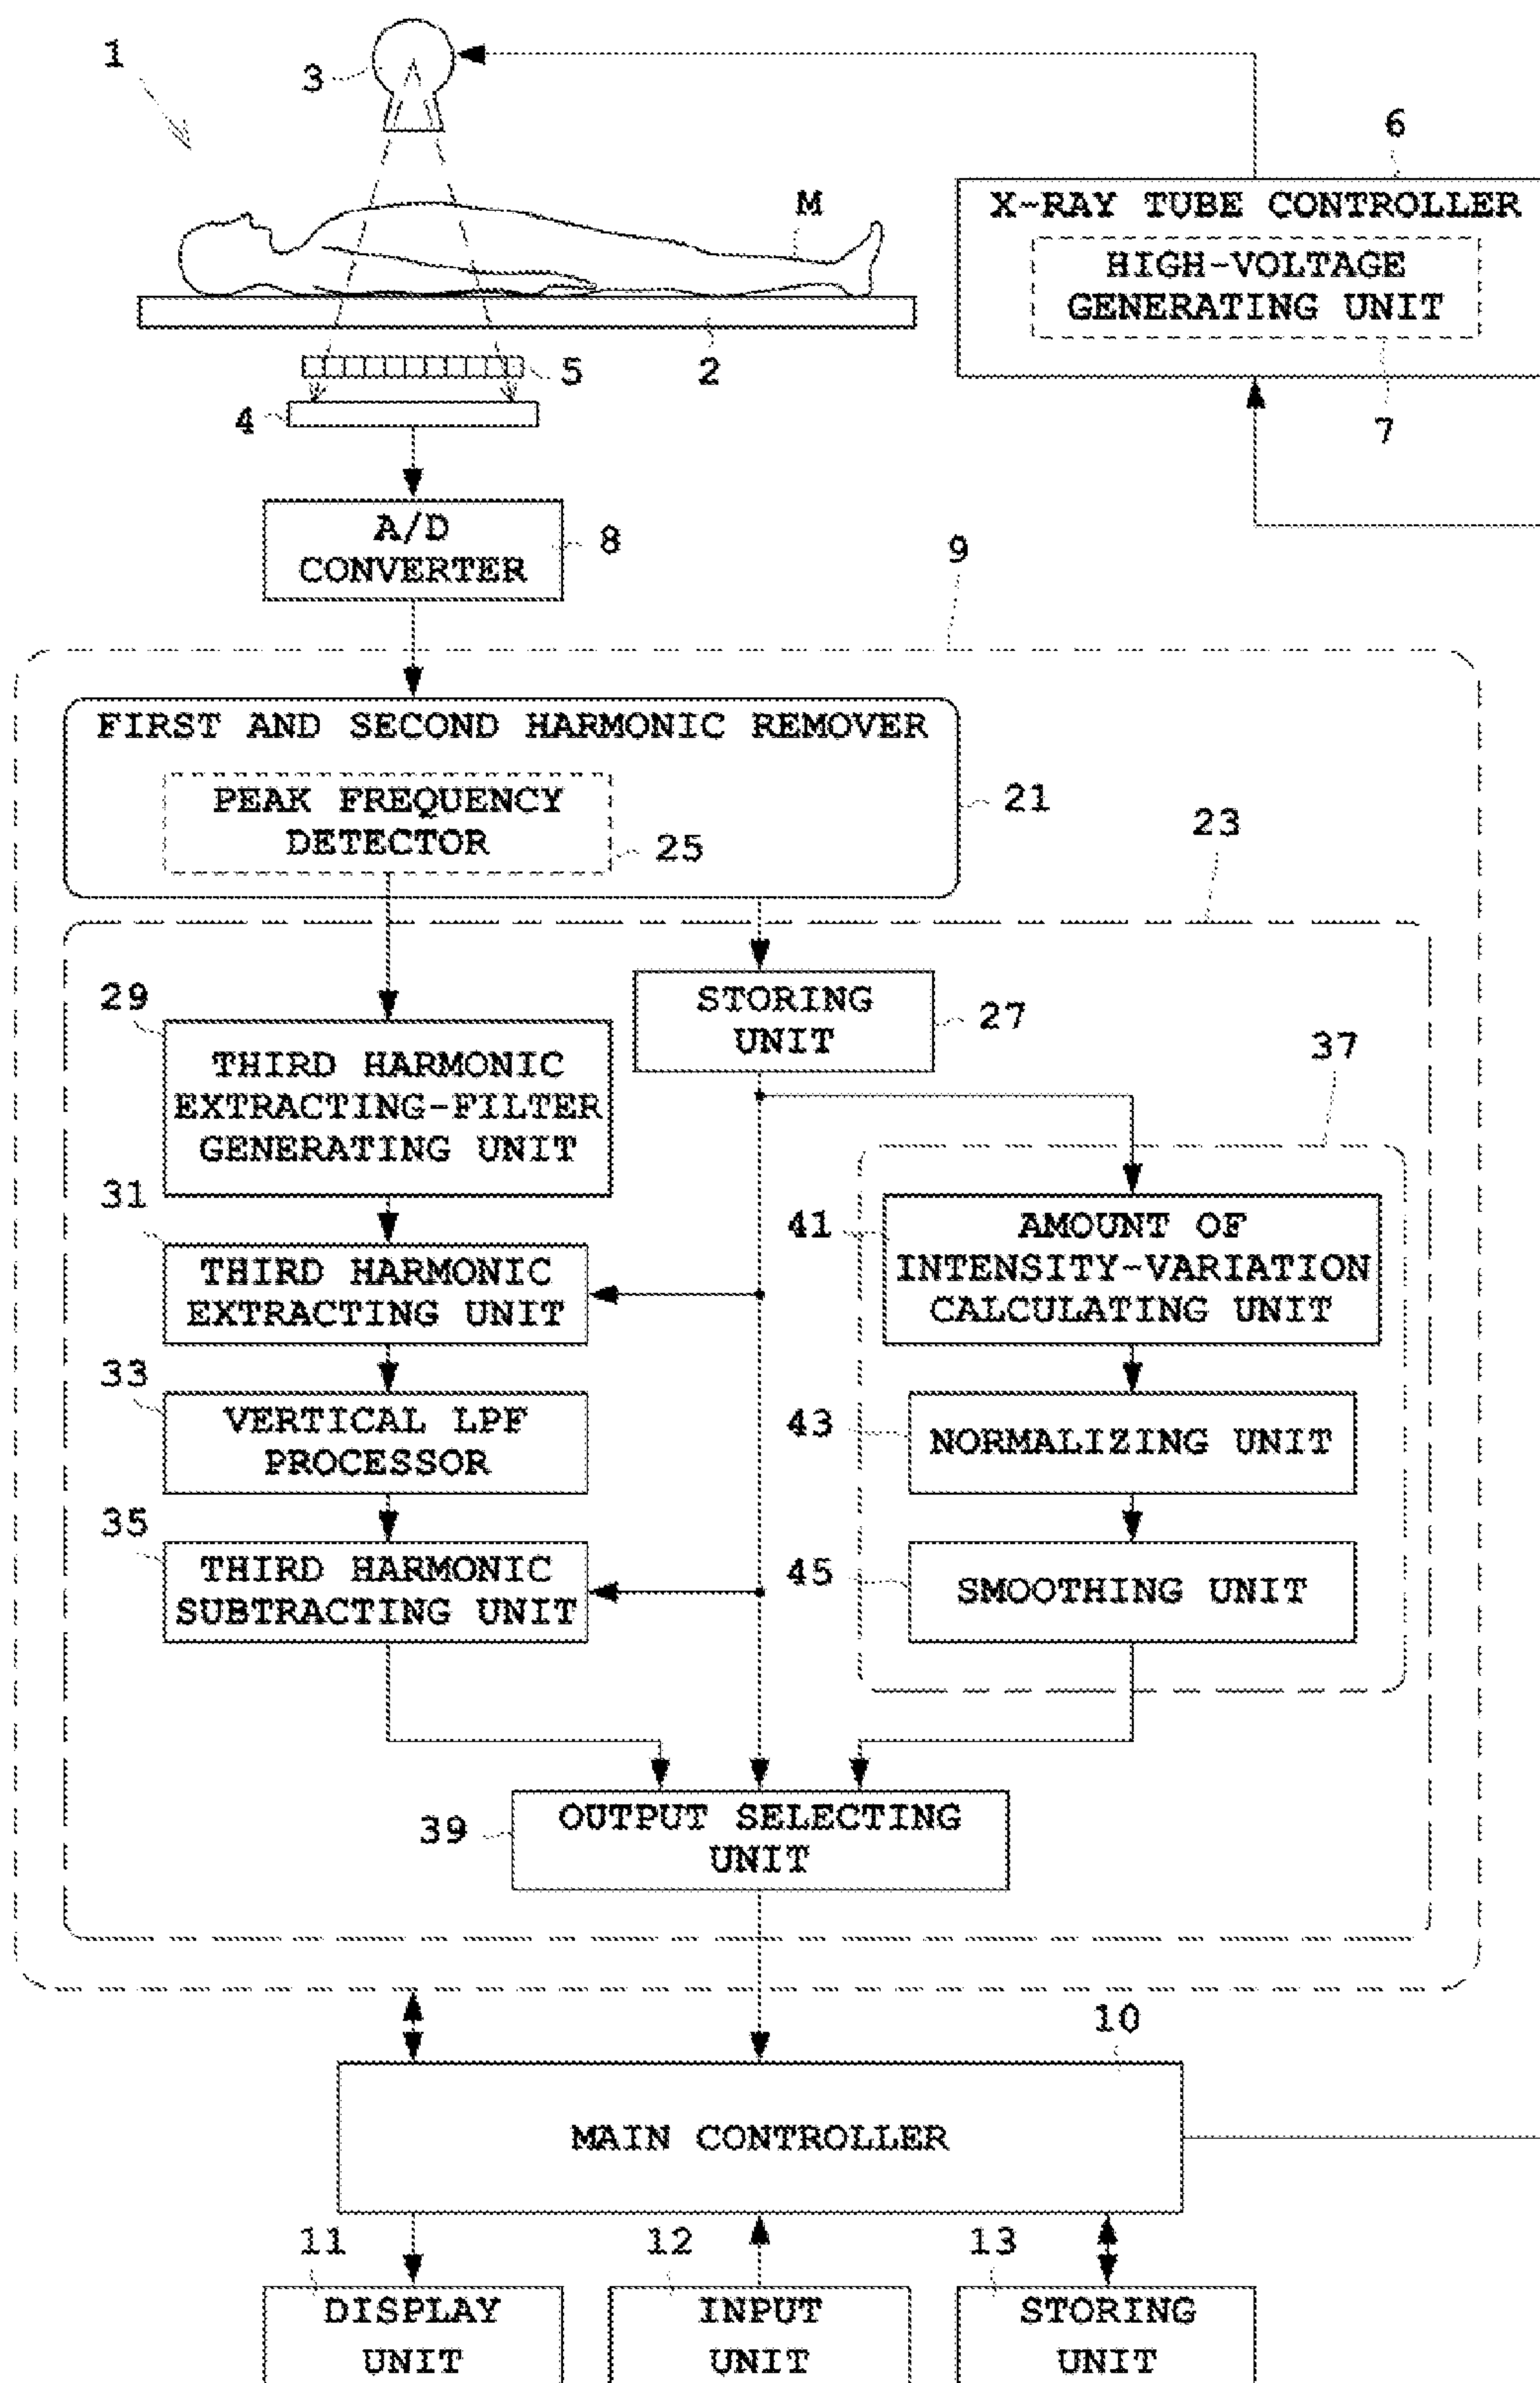 1
3
6
X-RAY TUBE CONTROLLER
M
HIGH-VOLTAGE
GENERATING UNIT
5
2
4
7
A/D
CONVERTER
8
9
FIRST AND SECOND HARMONIC REMOVER
PEAK FREQUENCY
DETECTOR
21
25
23
29
STORING
UNIT
27
37
THIRD HARMONIC
EXTRACTING-FILTER
GENERATING UNIT
31
41
AMOUNT OF
INTENSITY-VARIATION
CALCULATING UNIT
THIRD HARMONIC
EXTRACTING UNIT
33
VERTICAL LPF
PROCESSOR
43
NORMALIZING UNIT
35
THIRD HARMONIC
SUBTRACTING UNIT
45
SMOOTHING UNIT
39
OUTPUT SELECTING
UNIT
10
MAIN CONTROLLER
11
12
13
DISPLAY
UNIT
INPUT
UNIT
STORING
UNIT